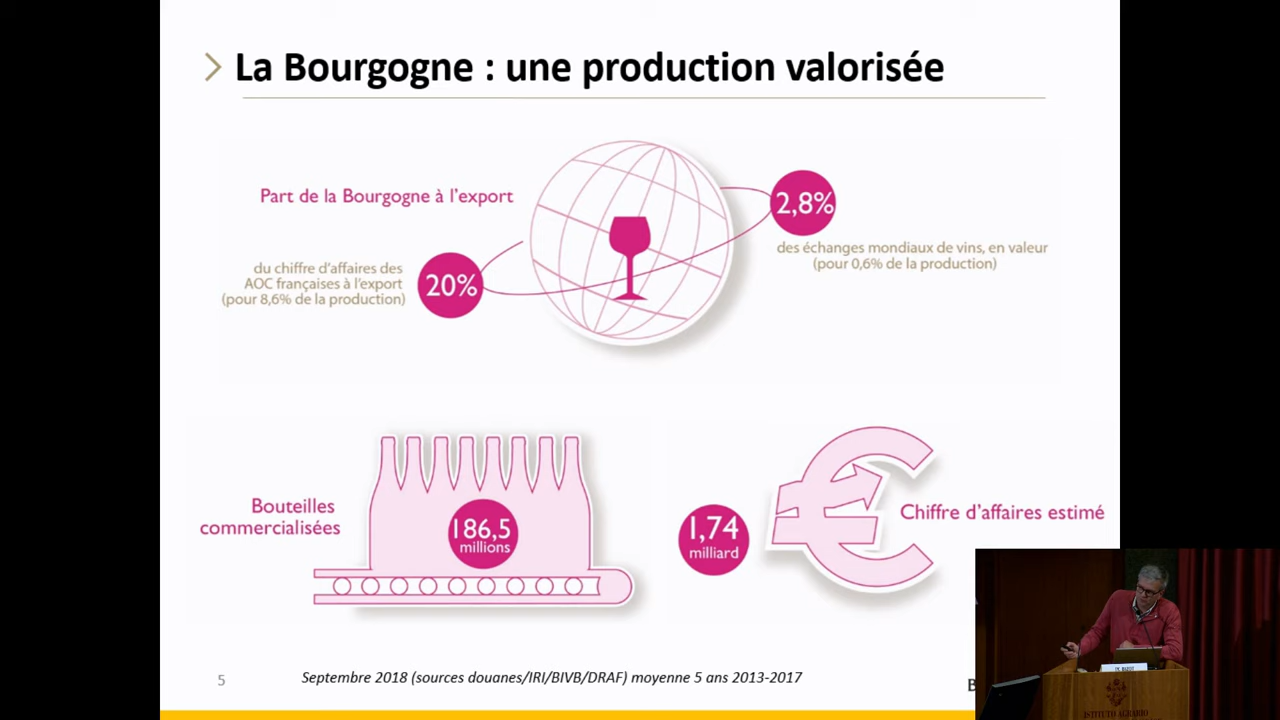 La Bourgogne : une production valorisée
Part de la Bourgogne à l'export
2,8%
des échanges mondiaux de vins, en valeur
(pour 0,6% de la production)
du chiffre d'affaires des
AOC françaises à l'export
(pour 8,6% de la production)
20%
Bouteilles
commercialisées
186,5
millions
1,74
milliard
Chiffre d'affaires estimé
5
Septembre 2018 (sources douanes/IRI/BIVB/DRAF) moyenne 5 ans 2013-2017
B
ISTITUTO AGRARIO